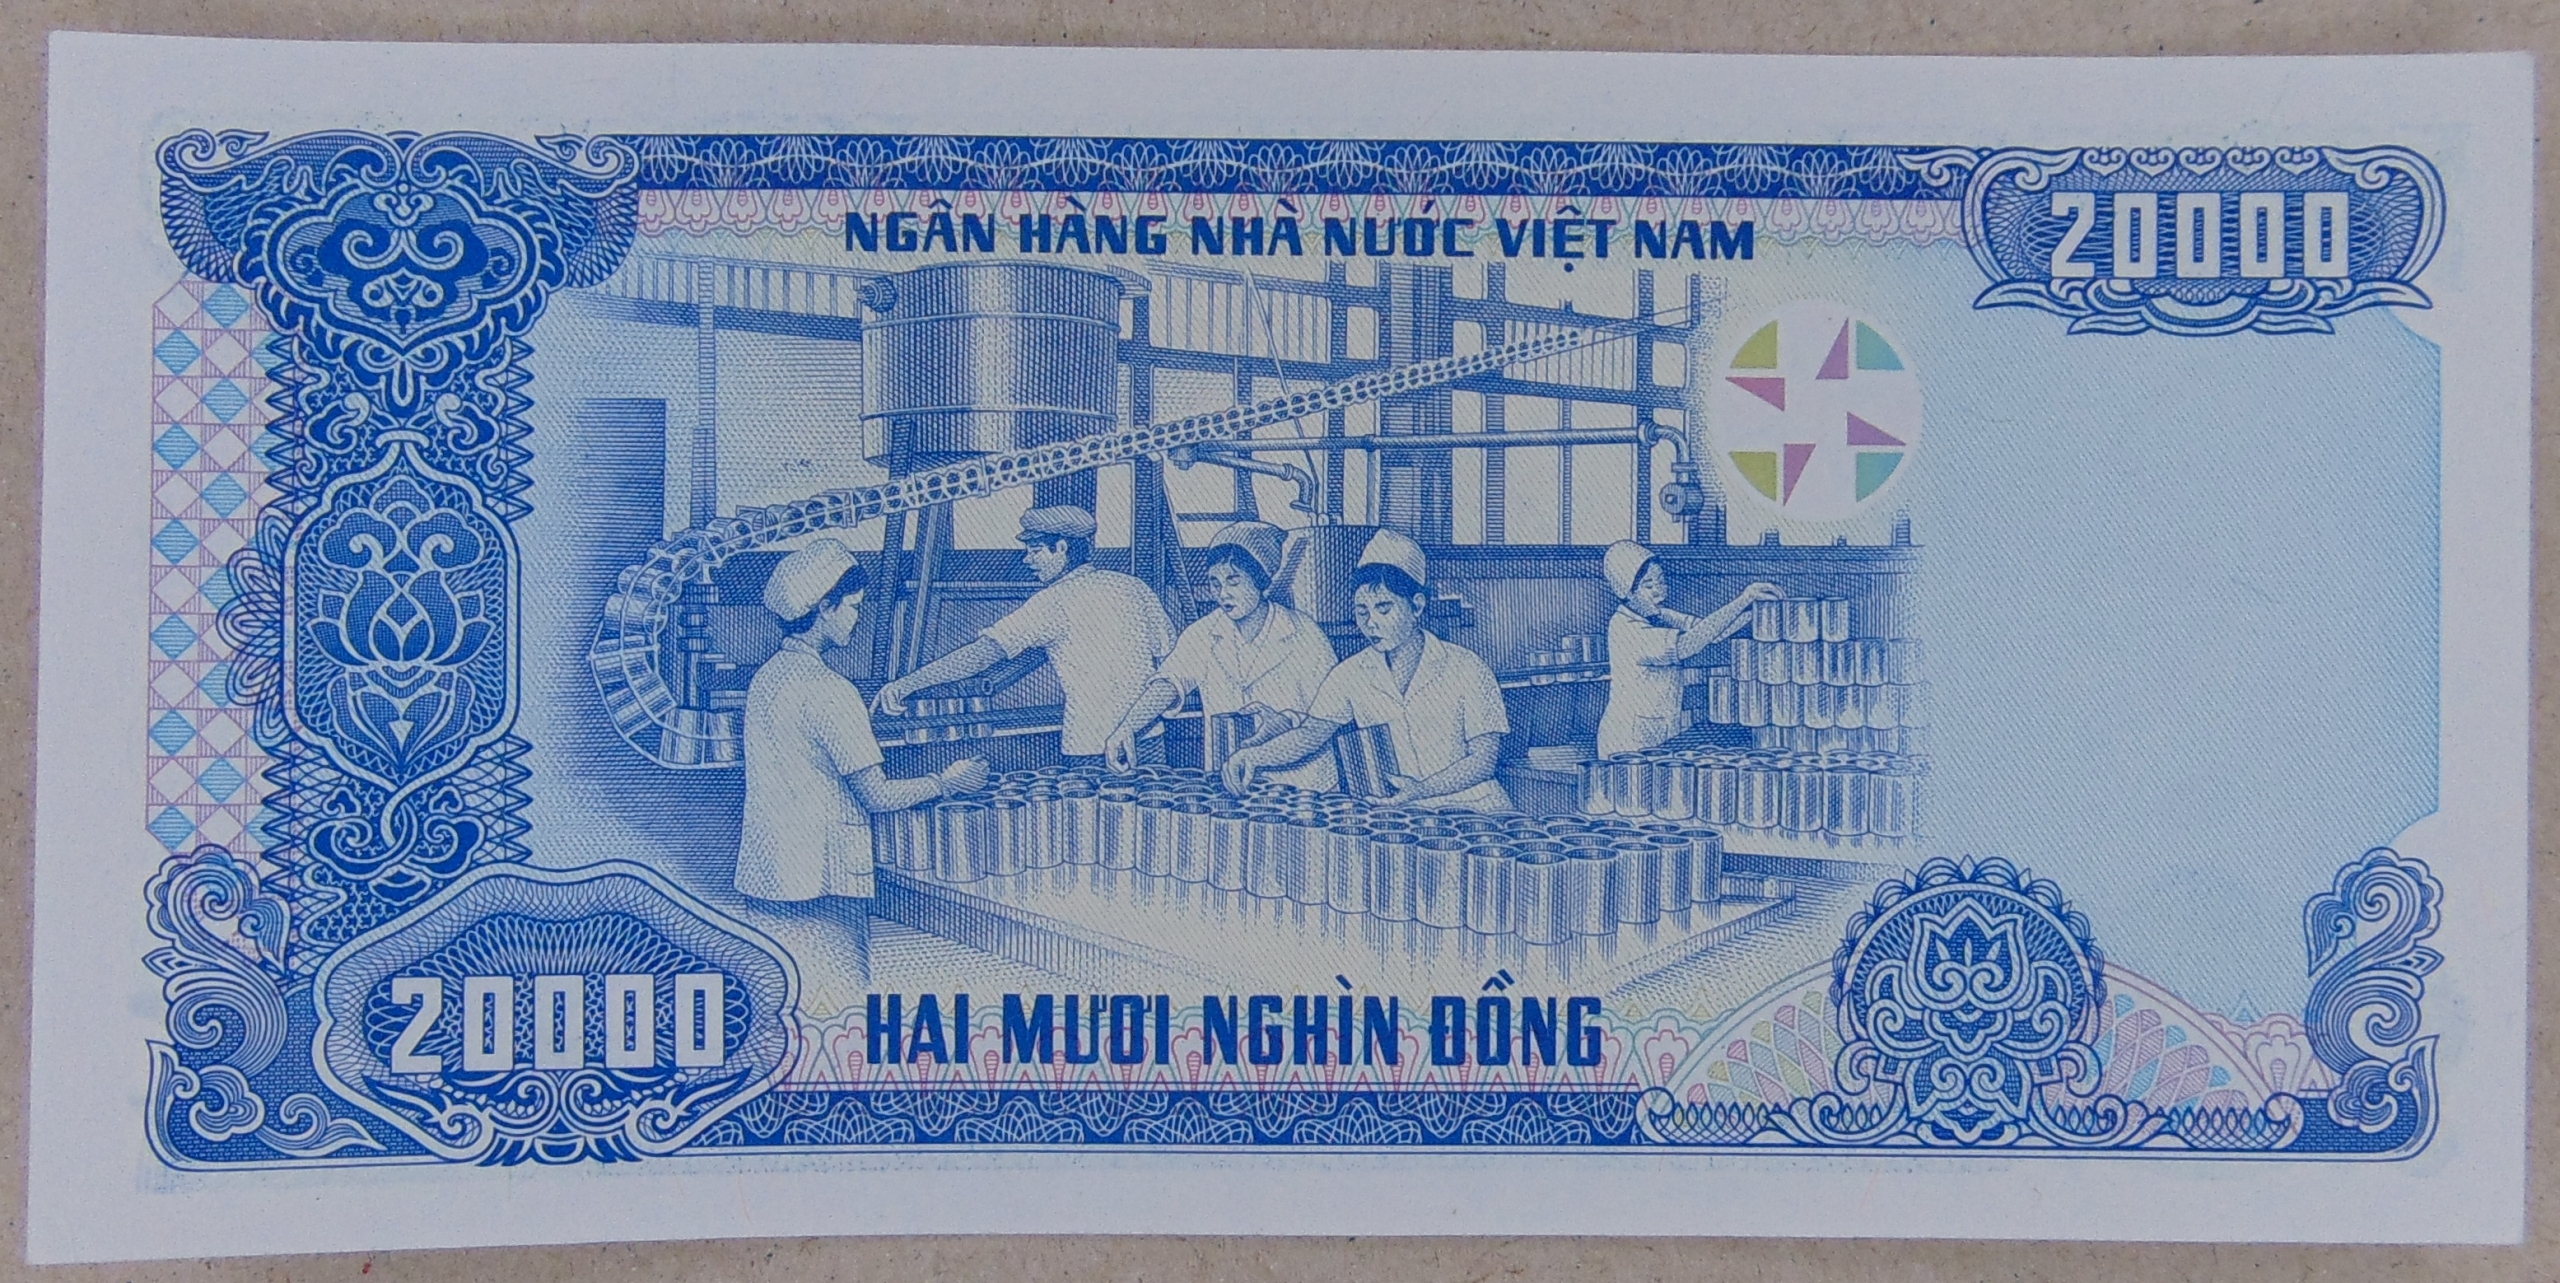 NGÂN HÀNG NHÀ NƯỚC VIỆT NAM
20000
20000
HAI MƯƠI NGHÌN ĐỒNG